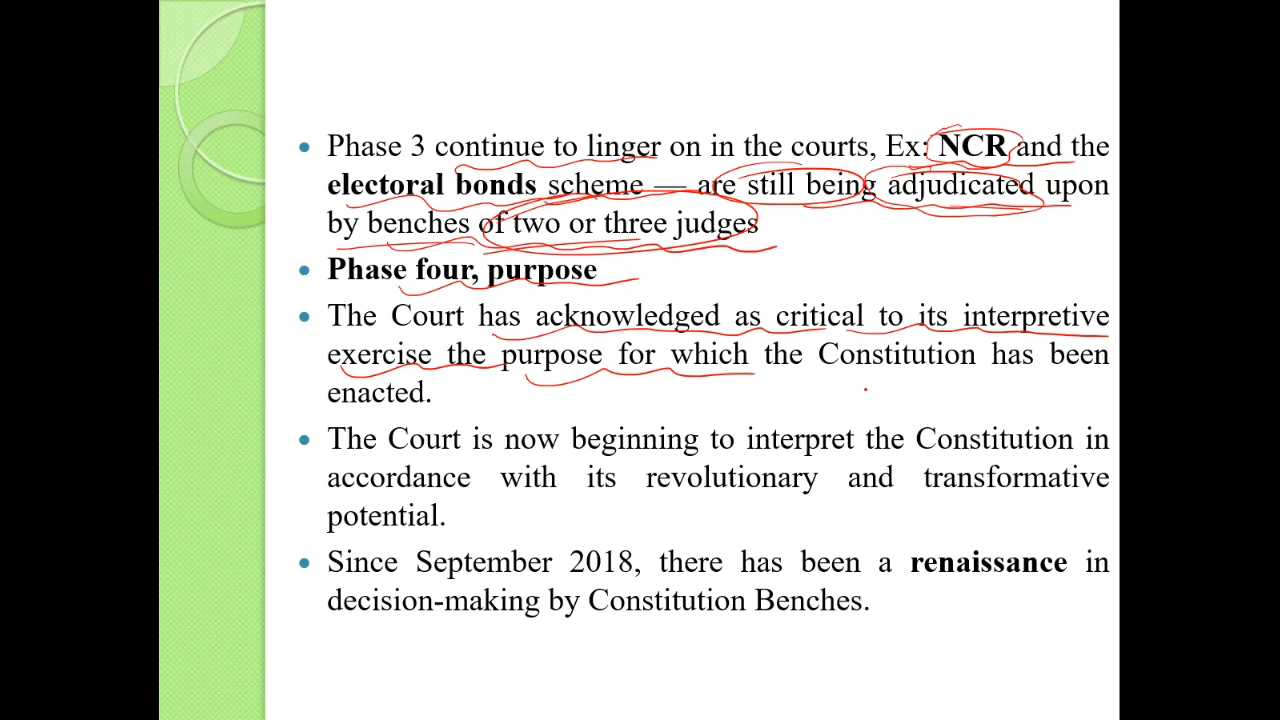 Phase 3 continue to linger on in the courts, Ex: NCR and the
electoral bonds scheme — are still being adjudicated upon
by benches of two or three judges
Phase four, purpose
The Court has acknowledged as critical to its interpretive
exercise the purpose for which the Constitution has been
enacted.
The Court is now beginning to interpret the Constitution in
accordance with its revolutionary and transformative
potential.
Since September 2018, there has been a renaissance in
decision-making by Constitution Benches.